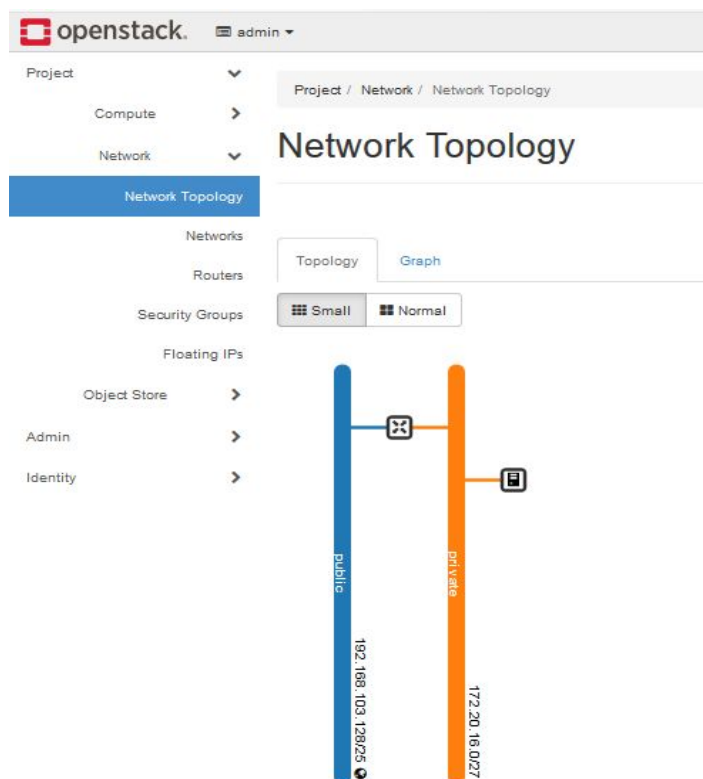 openstack. admin
Project
Compute
Network
Network Topology
Networks
Routers
Security Groups
Floating IPs
Object Store
Admin
Identity
Project / Network / Network Topology
Network Topology
Topology Graph
Small Normal
public
192.168.103.128/25
private
172.20.16.0/27